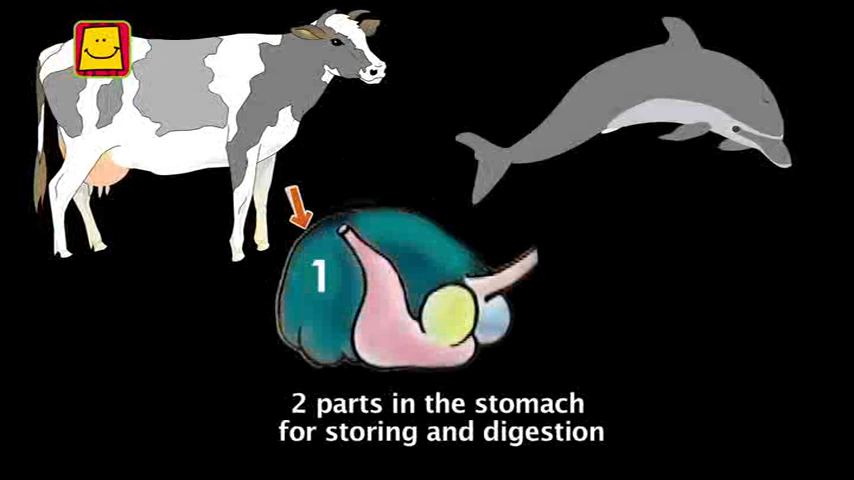 1
2 parts in the stomach
for storing and digestion